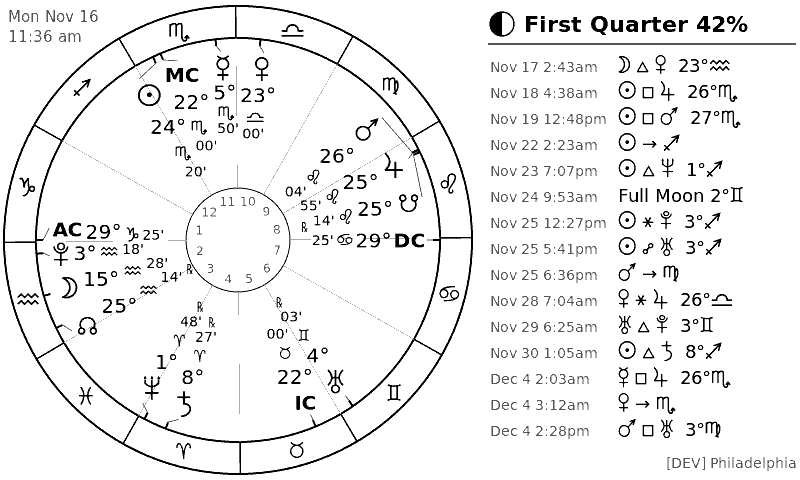 Mon Nov 16
11:36 am
First Quarter 42%
Nov 17 2:43am ☽ △ ♀ 23°♒
Nov 18 4:38am ☉ □ ♃ 26°♏
Nov 19 12:48pm ☉ □ ♂ 27°♏
Nov 22 2:23am ☉ → ♐
Nov 23 7:07pm ☉ △ ♆ 1°♐
Nov 24 9:53am Full Moon 2°♊
Nov 25 12:27pm ☉ ⚹ ♇ 3°♐
Nov 25 5:41pm ☉ ☍ ♅ 3°♐
Nov 25 6:36pm ♂ → ♍
Nov 28 7:04am ♀ ⚹ ♃ 26°♎
Nov 29 6:25am ♅ △ ♇ 3°♊
Nov 30 1:05am ☉ △ ♄ 8°♐
Dec 4 2:03am ☿ □ ♃ 26°♏
Dec 4 3:12am ♀ → ♏
Dec 4 2:28pm ♂ □ ♅ 3°♍
[DEV] Philadelphia
MC 22° ♏ 00'
☿ 5° ♏ 50'
♀ 23° ♎ 00'
☉ 24° ♏ 20'
♂ 26° ♌ 04'
♃ 25° ♌ 55'
☋ 25° ♌ 14' ℞
DC 29° ♋ 25'
AC 29° ♑ 25'
♇ 3° ♒ 18'
☽ 15° ♒ 28'
☊ 25° ♒ 14' ℞
♆ 1° ♈ 48' ℞
♄ 8° ♈ 27' ℞
IC 22° ♉ 00'
♅ 4° ♊ 03' ℞
♈ ♉ ♊ ♋ ♌ ♍ ♎ ♏ ♐ ♑ ♒ ♓
1 2 3 4 5 6 7 8 9 10 11 12